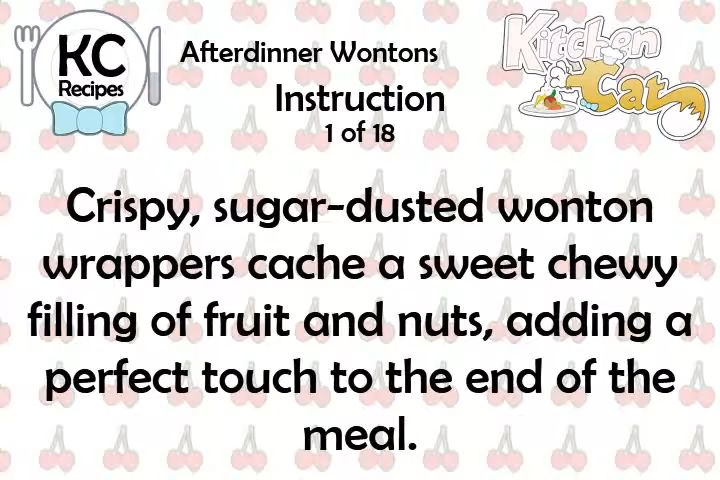 KC
Recipes
Afterdinner Wontons
Instruction
1 of 18
Kitchen
Cat
Crispy, sugar-dusted wonton
wrappers cache a sweet chewy
filling of fruit and nuts, adding a
perfect touch to the end of the
meal.